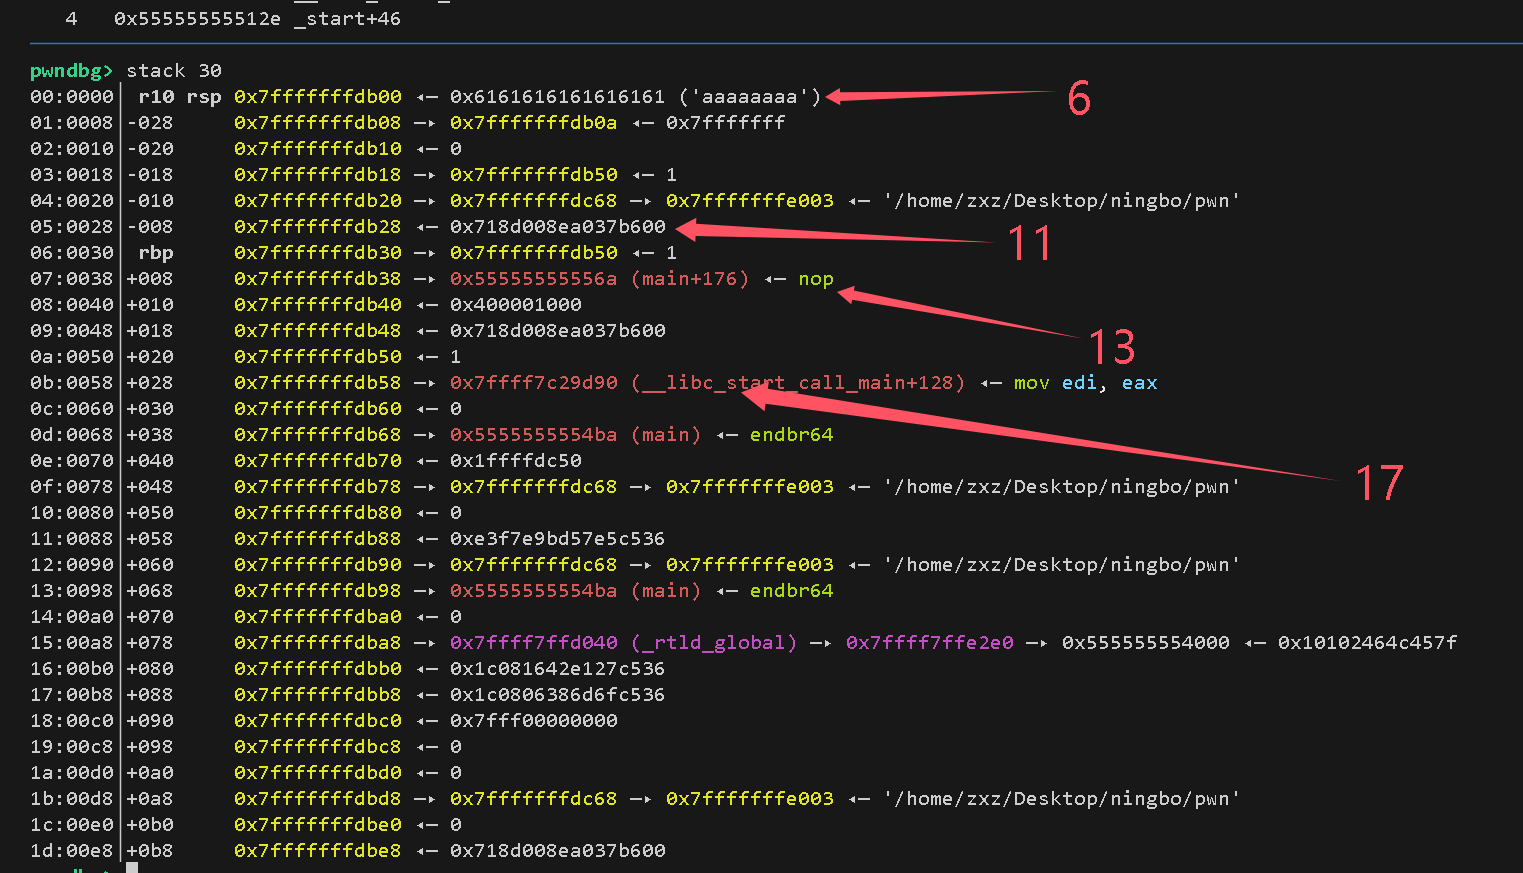 4   0x55555555512e _start+46
pwndbg> stack 30
00:0000│ r10 rsp 0x7fffffffdb00 ◂— 0x6161616161616161 ('aaaaaaaa') 6
01:0008│-028     0x7fffffffdb08 —▸ 0x7fffffffdb0a ◂— 0x7fffffff
02:0010│-020     0x7fffffffdb10 ◂— 0
03:0018│-018     0x7fffffffdb18 —▸ 0x7fffffffdb50 ◂— 1
04:0020│-010     0x7fffffffdb20 —▸ 0x7fffffffdc68 —▸ 0x7fffffffe003 ◂— '/home/zxz/Desktop/ningbo/pwn'
05:0028│-008     0x7fffffffdb28 ◂— 0x718d008ea037b600 11
06:0030│ rbp     0x7fffffffdb30 —▸ 0x7fffffffdb50 ◂— 1
07:0038│+008     0x7fffffffdb38 —▸ 0x55555555556a (main+176) ◂— nop
08:0040│+010     0x7fffffffdb40 ◂— 0x400001000
09:0048│+018     0x7fffffffdb48 ◂— 0x718d008ea037b600
13
0a:0050│+020     0x7fffffffdb50 ◂— 1
0b:0058│+028     0x7fffffffdb58 —▸ 0x7ffff7c29d90 (__libc_start_call_main+128) ◂— mov edi, eax
0c:0060│+030     0x7fffffffdb60 ◂— 0
0d:0068│+038     0x7fffffffdb68 —▸ 0x5555555554ba (main) ◂— endbr64
0e:0070│+040     0x7fffffffdb70 ◂— 0x1ffffdc50
0f:0078│+048     0x7fffffffdb78 —▸ 0x7fffffffdc68 —▸ 0x7fffffffe003 ◂— '/home/zxz/Desktop/ningbo/pwn' 17
10:0080│+050     0x7fffffffdb80 ◂— 0
11:0088│+058     0x7fffffffdb88 ◂— 0xe3f7e9bd57e5c536
12:0090│+060     0x7fffffffdb90 —▸ 0x7fffffffdc68 —▸ 0x7fffffffe003 ◂— '/home/zxz/Desktop/ningbo/pwn'
13:0098│+068     0x7fffffffdb98 —▸ 0x5555555554ba (main) ◂— endbr64
14:00a0│+070     0x7fffffffdba0 ◂— 0
15:00a8│+078     0x7fffffffdba8 —▸ 0x7ffff7ffd040 (_rtld_global) —▸ 0x7ffff7ffe2e0 —▸ 0x555555554000 ◂— 0x10102464c457f
16:00b0│+080     0x7fffffffdbb0 ◂— 0x1c081642e127c536
17:00b8│+088     0x7fffffffdbb8 ◂— 0x1c0806386d6fc536
18:00c0│+090     0x7fffffffdbc0 ◂— 0x7fff00000000
19:00c8│+098     0x7fffffffdbc8 ◂— 0
1a:00d0│+0a0     0x7fffffffdbd0 ◂— 0
1b:00d8│+0a8     0x7fffffffdbd8 —▸ 0x7fffffffdc68 —▸ 0x7fffffffe003 ◂— '/home/zxz/Desktop/ningbo/pwn'
1c:00e0│+0b0     0x7fffffffdbe0 ◂— 0
1d:00e8│+0b8     0x7fffffffdbe8 ◂— 0x718d008ea037b600